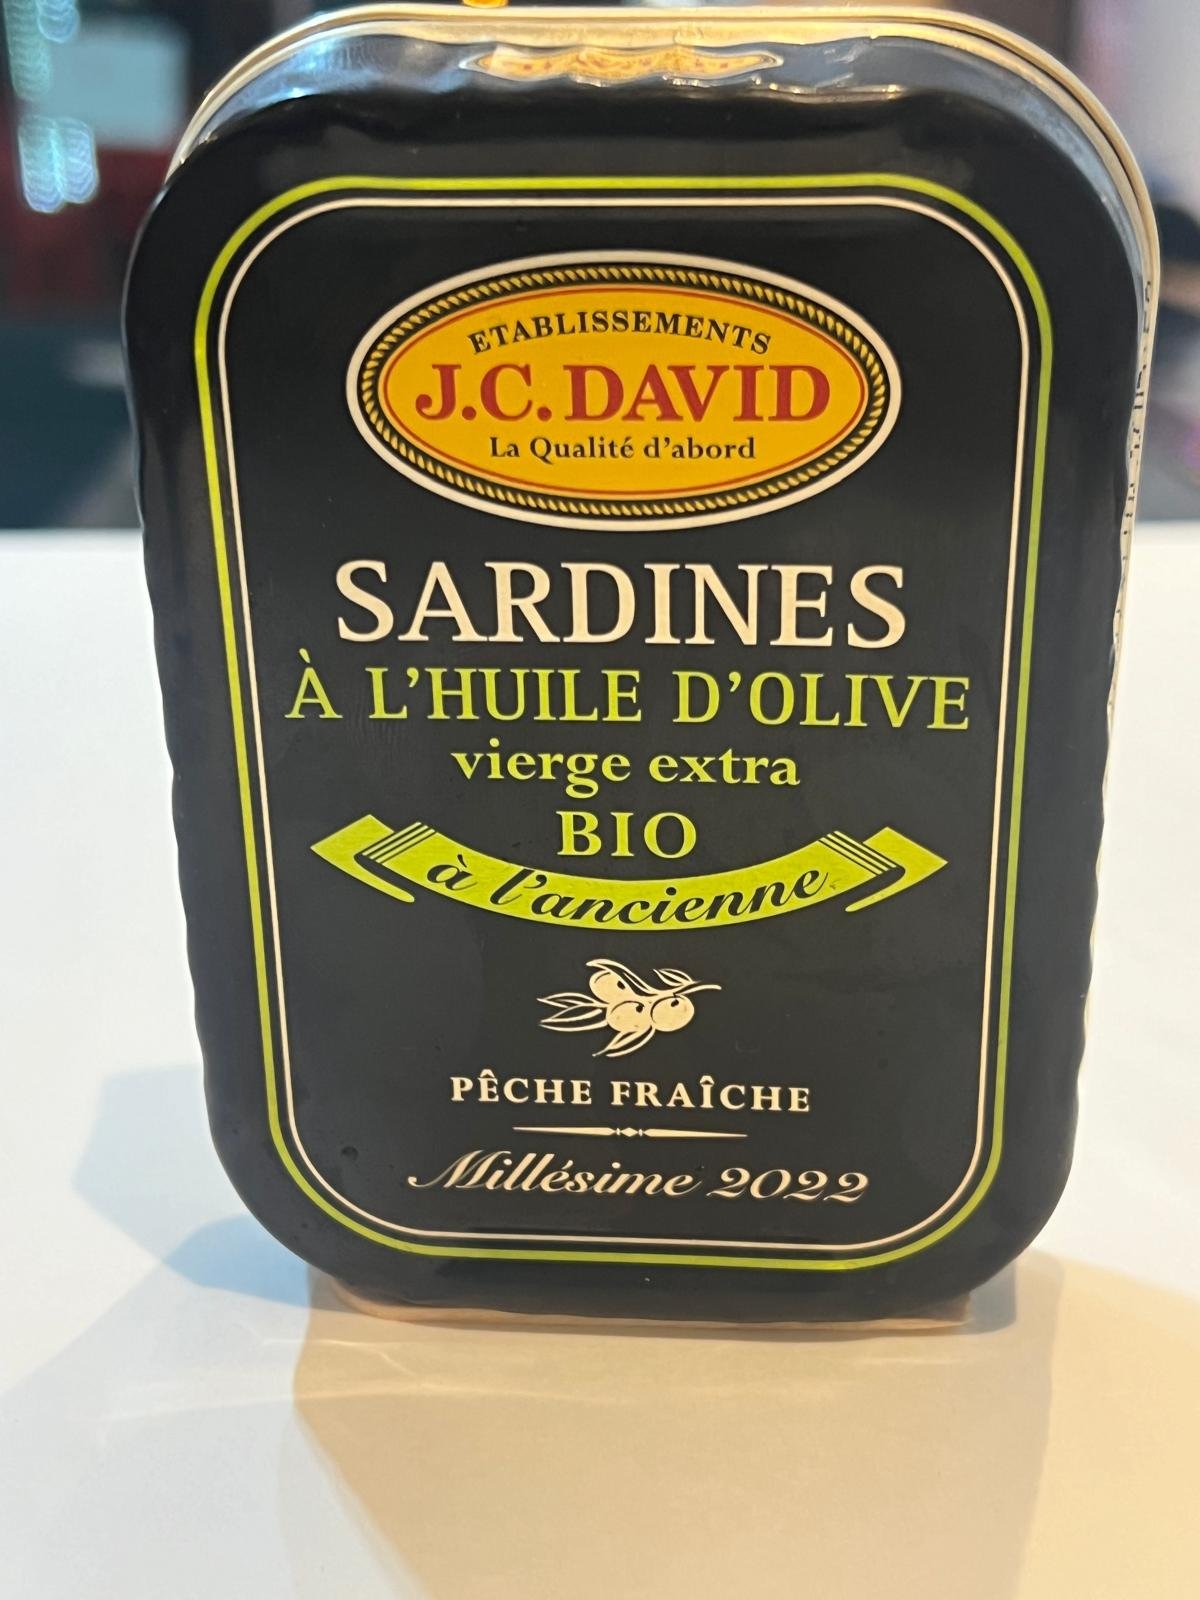 ETABLISSEMENTS
J.C. DAVID
La Qualité d'abord
SARDINES
À L'HUILE D'OLIVE
vierge extra
BIO
à l'ancienne
PÊCHE FRAÎCHE
Millésime 2022